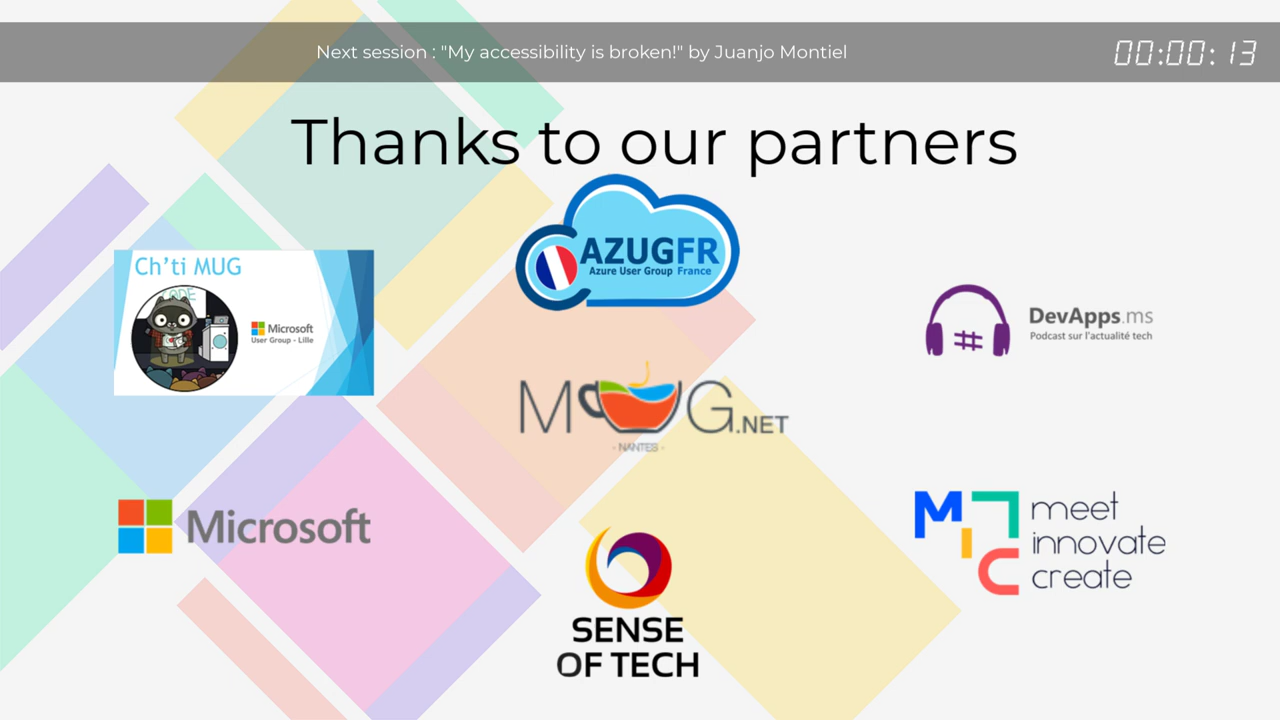 Next session : "My accessibility is broken!" by Juanjo Montiel
00:00:13
Thanks to our partners
AZUGFR
Azure User Group France
Ch'ti MUG
CODE
Microsoft
User Group - Lille
DevApps.ms
Podcast sur l'actualité tech
MUG.NET
- NANTES -
Microsoft
MIC
meet
innovate
create
SENSE
OF TECH